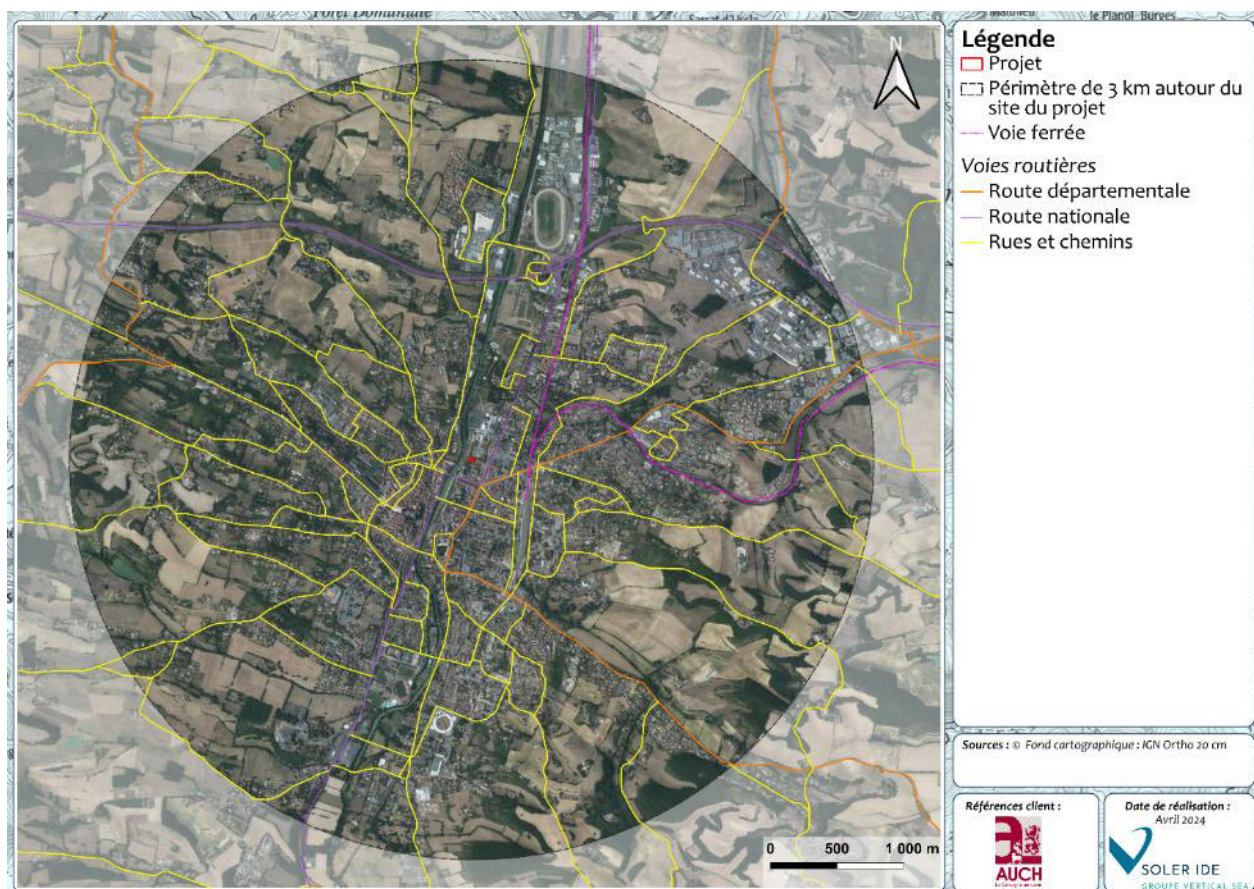 Forêt Domaniale
le Planol Burges
N
Légende
Projet
Périmètre de 3 km autour du
site du projet
Voie ferrée
Voies routières
Route départementale
Route nationale
Rues et chemins
Sources : © Fond cartographique : IGN Ortho 20 cm
Références client :
AUCH
Date de réalisation :
Avril 2024
SOLER IDE
GROUPE VERTICAL SEA
0 500 1 000 m